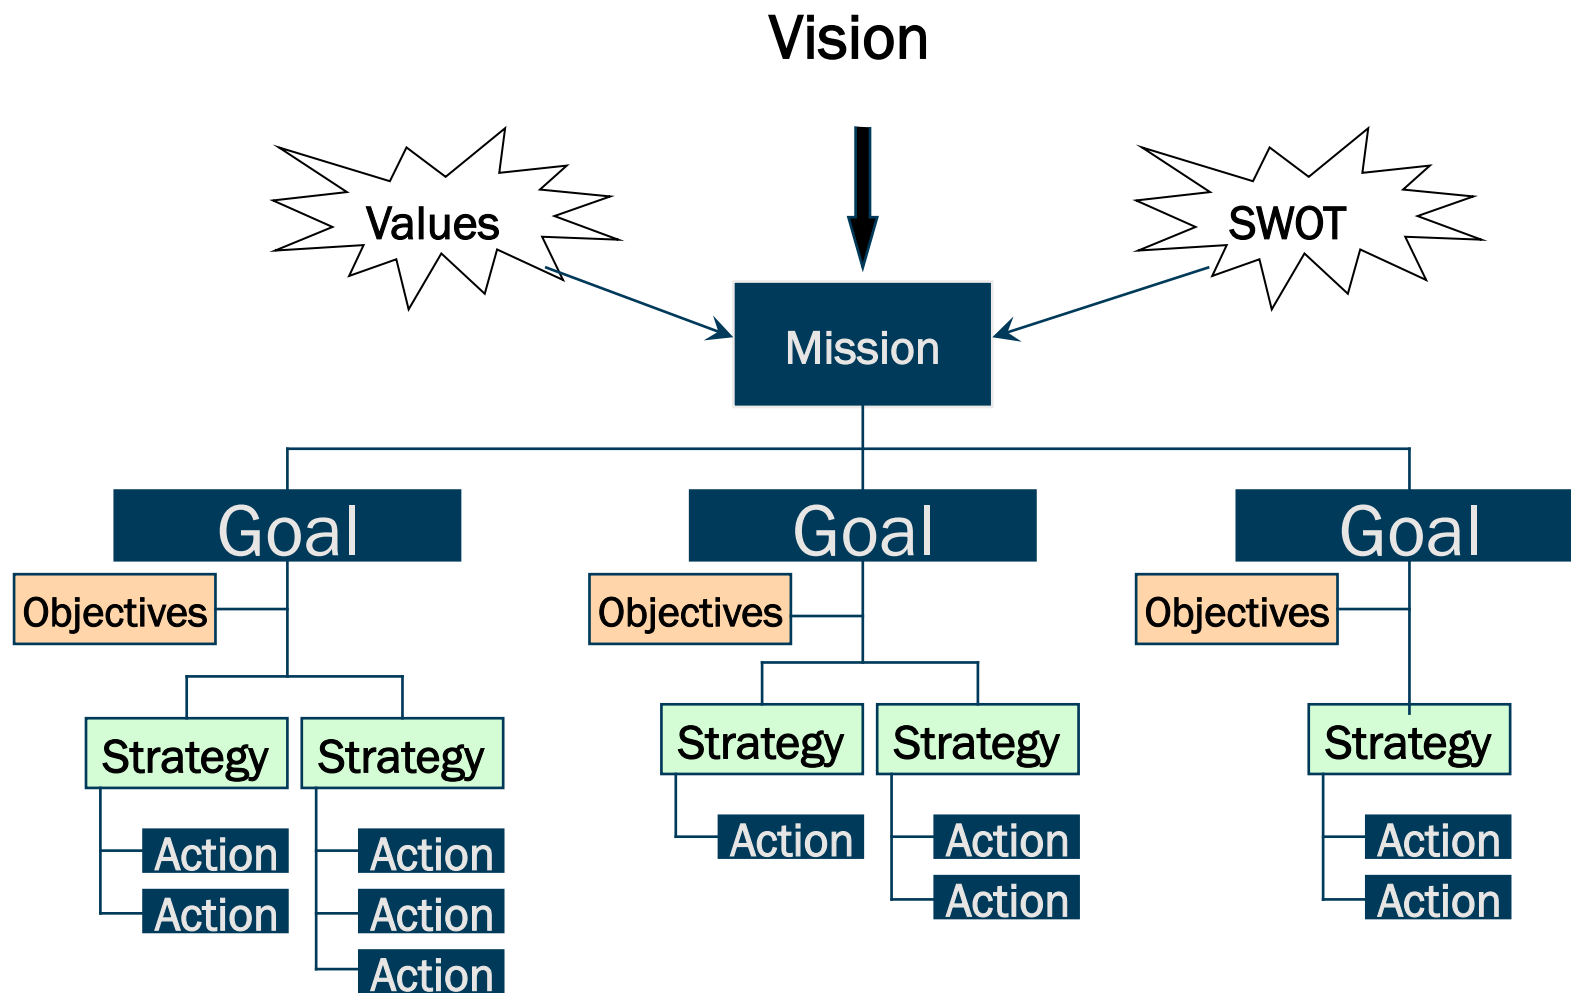 Vision
Values
SWOT
Mission
Goal
Goal
Goal
Objectives
Objectives
Objectives
Strategy
Strategy
Strategy
Strategy
Strategy
Action
Action
Action
Action
Action
Action
Action
Action
Action
Action